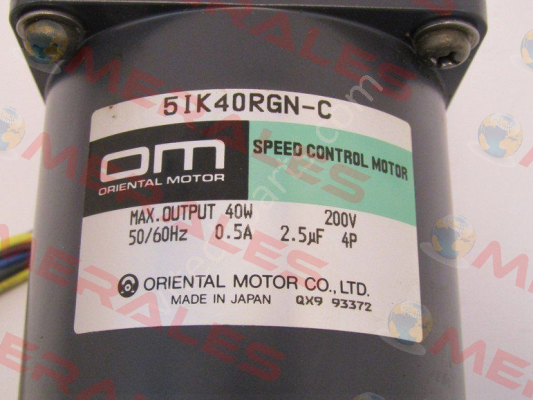 5IK40RGN-C
om
ORIENTAL MOTOR
SPEED CONTROL MOTOR
MAX.OUTPUT 40W 200V
50/60Hz 0.5A 2.5µF 4P
ORIENTAL MOTOR CO., LTD.
MADE IN JAPAN QX9 93372
MERALES